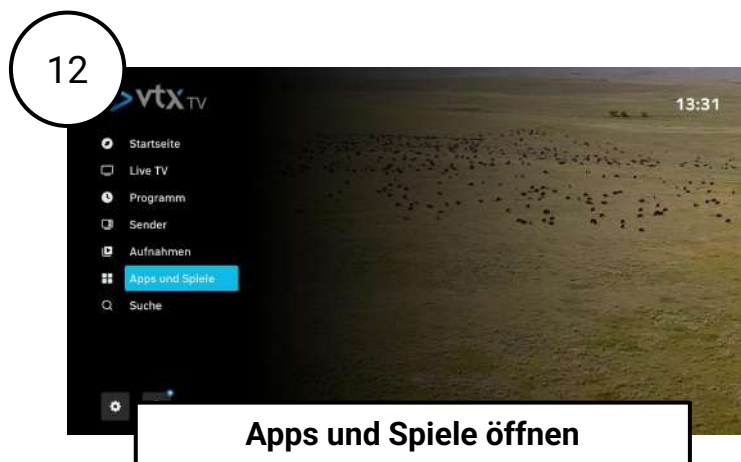 12
vtx TV
13:31
Startseite
Live TV
Programm
Sender
Aufnahmen
Apps und Spiele
Suche
Apps und Spiele öffnen